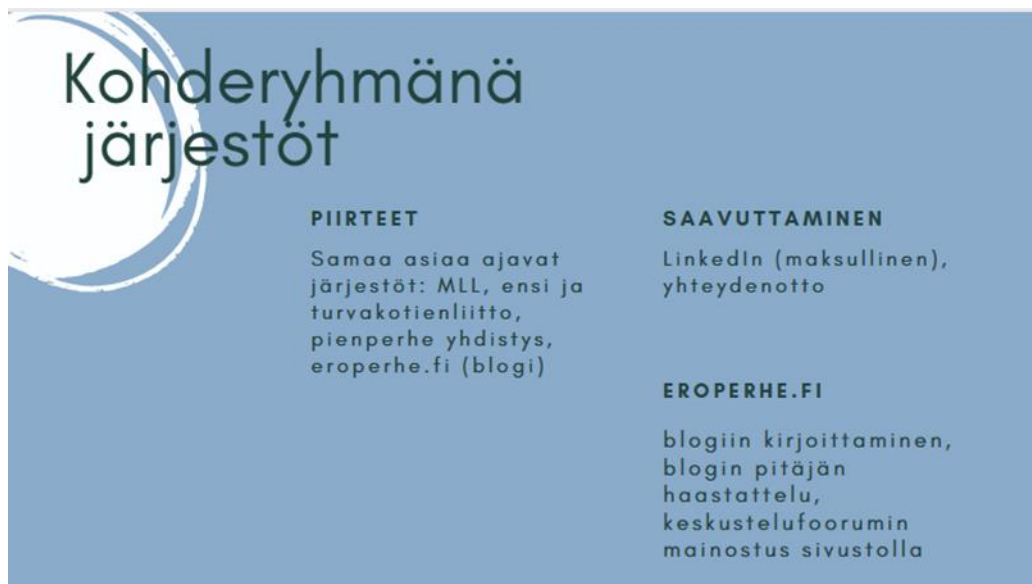 Kohderyhmänä
järjestöt
PIIRTEET
Samaa asiaa ajavat
järjestöt: MLL, ensi ja
turvakotienliitto,
pienperhe yhdistys,
eroperhe.fi (blogi)
SAAVUTTAMINEN
LinkedIn (maksullinen),
yhteydenotto
EROPERHE.FI
blogiin kirjoittaminen,
blogin pitäjän
haastattelu,
keskustelufoorumin
mainostus sivustolla